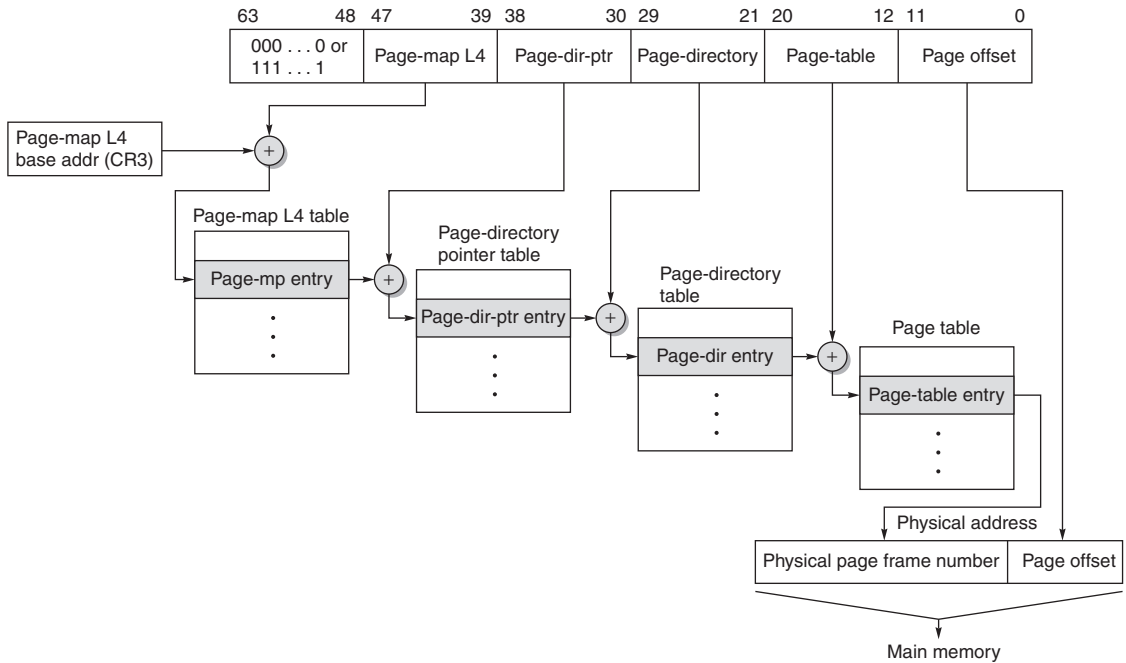 63 48 47 39 38 30 29 21 20 12 11 0
000 . . . 0 or
111 . . . 1
Page-map L4
Page-dir-ptr
Page-directory
Page-table
Page offset
Page-map L4
base addr (CR3)
+
Page-map L4 table
Page-mp entry
+
Page-directory
pointer table
Page-dir-ptr entry
+
Page-directory
table
Page-dir entry
+
Page table
Page-table entry
Physical address
Physical page frame number
Page offset
Main memory